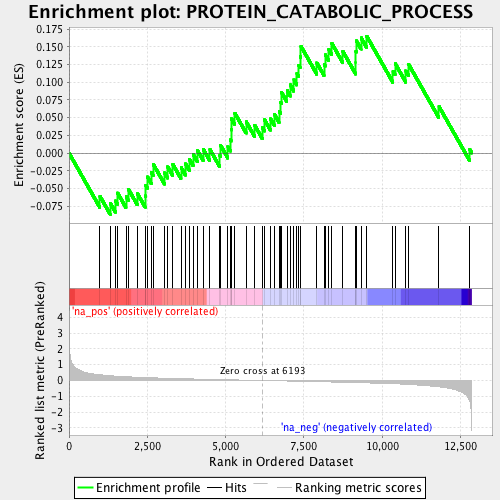 Enrichment plot: PROTEIN_CATABOLIC_PROCESS
Enrichment score (ES)
0.175
0.150
0.125
0.100
0.075
0.050
0.025
0.000
-0.025
-0.050
-0.075
'na_pos' (positively correlated)
Ranked list metric (PreRanked)
4
3
2
1
0
-1
-2
-3
Zero cross at 6193
'na_neg' (negatively correlated)
0 2,500 5,000 7,500 10,000 12,500
Rank in Ordered Dataset
Enrichment profile Hits Ranking metric scores